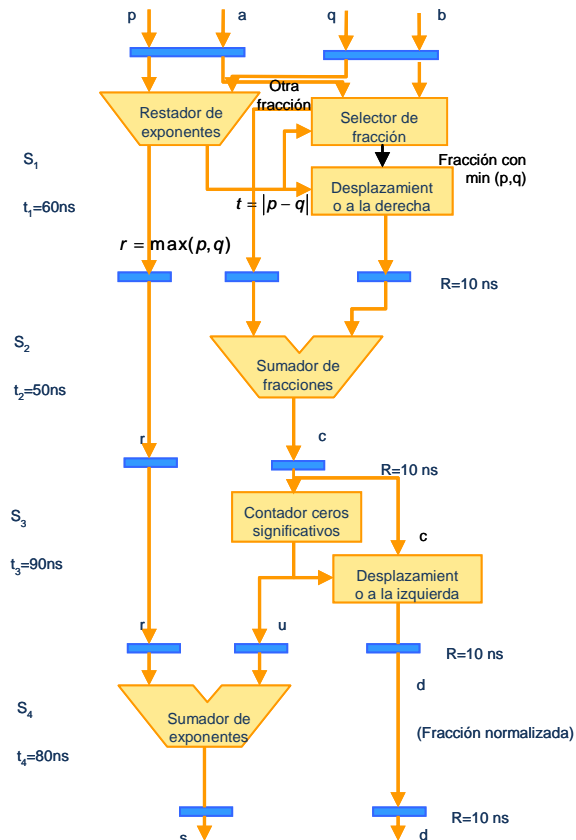 p a q b
Otra
fracción
Restador de
exponentes
Selector de
fracción
S1
Fracción con
min (p,q)
Desplazamient
o a la derecha
t1=60ns
t = |p − q|
r = max(p, q)
R=10 ns
S2
Sumador de
fracciones
t2=50ns
r
c
R=10 ns
S3
Contador ceros
significativos
c
t3=90ns
Desplazamient
o a la izquierda
r
u
R=10 ns
d
S4
Sumador de
exponentes
(Fracción normalizada)
t4=80ns
R=10 ns
s
d